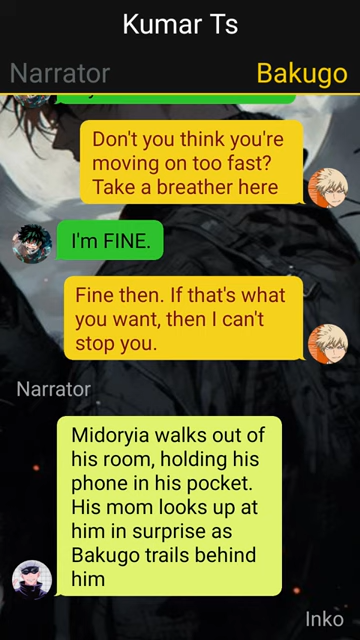 Kumar Ts
Narrator
Bakugo
Don't you think you're
moving on too fast?
Take a breather here
I'm FINE.
Fine then. If that's what
you want, then I can't
stop you.
Narrator
Midoryia walks out of
his room, holding his
phone in his pocket.
His mom looks up at
him in surprise as
Bakugo trails behind
him
Inko